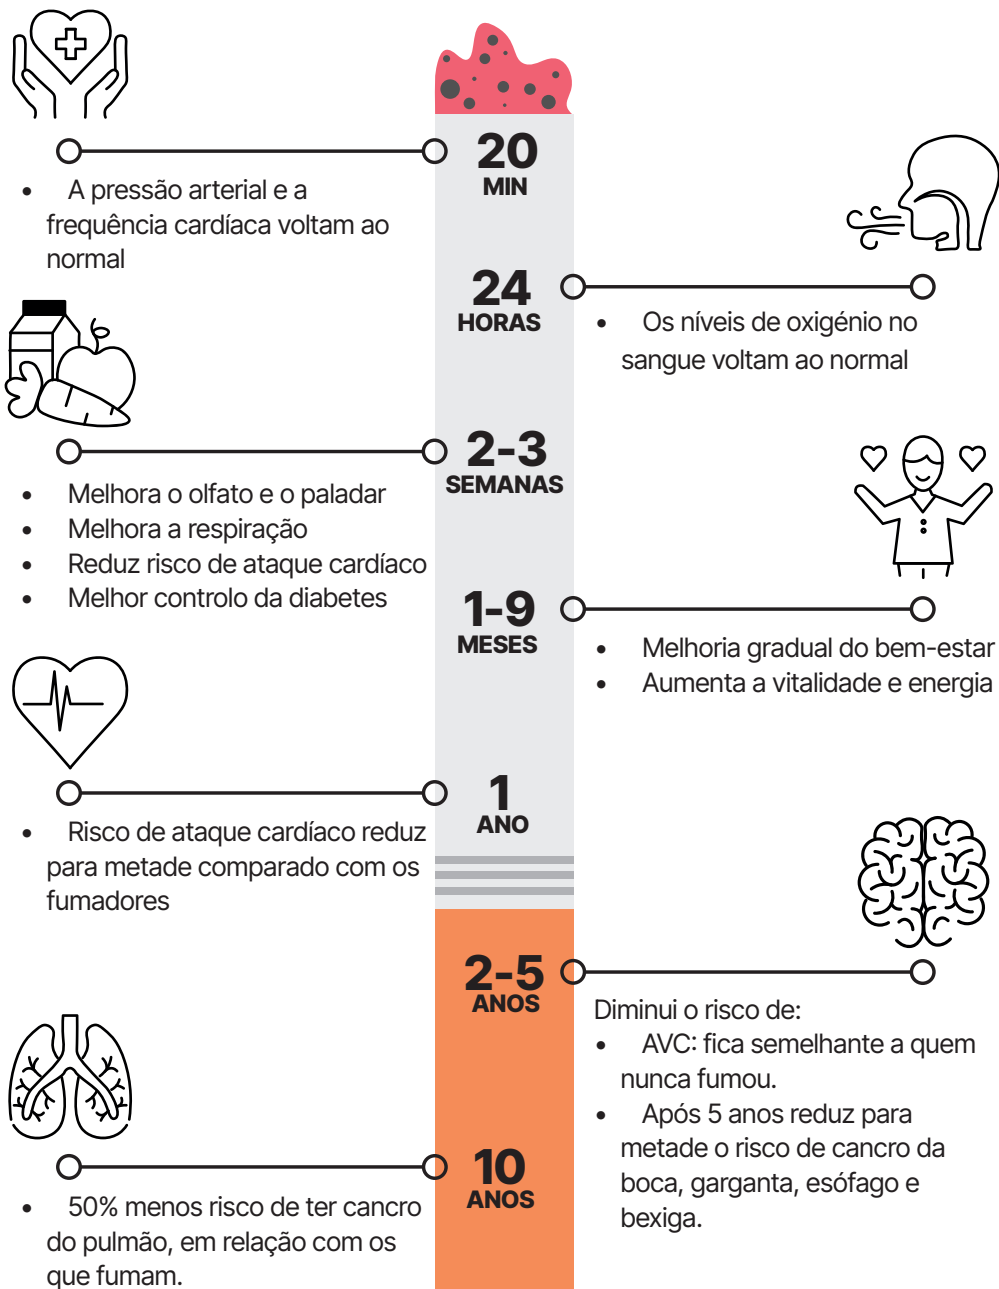 20
MIN
• A pressão arterial e a
frequência cardíaca voltam ao
normal
24
HORAS
• Os níveis de oxigénio no
sangue voltam ao normal
2-3
SEMANAS
• Melhora o olfato e o paladar
• Melhora a respiração
• Reduz risco de ataque cardíaco
• Melhor controlo da diabetes
1-9
MESES
• Melhoria gradual do bem-estar
• Aumenta a vitalidade e energia
1
ANO
• Risco de ataque cardíaco reduz
para metade comparado com os
fumadores
2-5
ANOS
Diminui o risco de:
• AVC: fica semelhante a quem
nunca fumou.
• Após 5 anos reduz para
metade o risco de cancro da
boca, garganta, esófago e
bexiga.
10
ANOS
• 50% menos risco de ter cancro
do pulmão, em relação com os
que fumam.